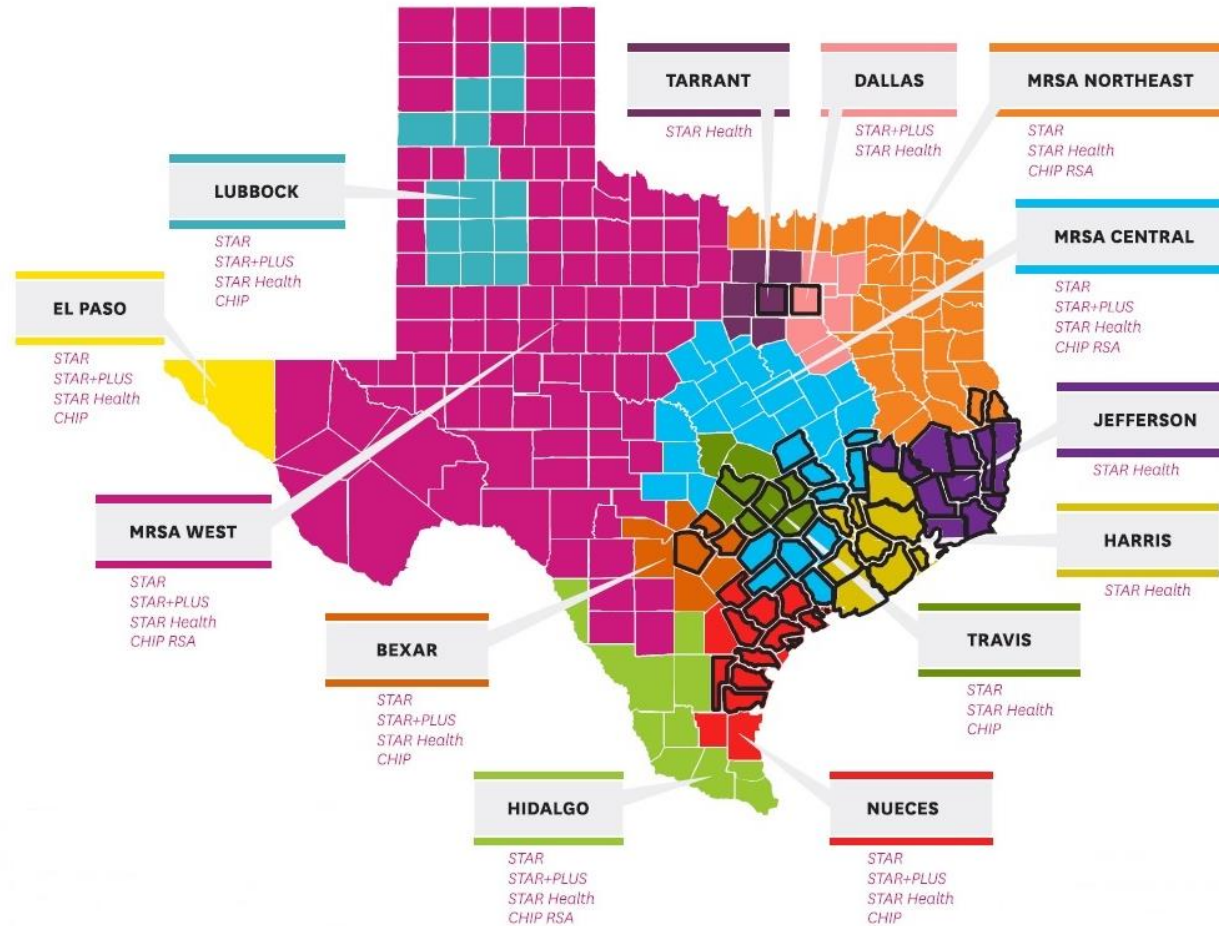 TARRANT
STAR Health
DALLAS
STAR+PLUS
STAR Health
MRSA NORTHEAST
STAR
STAR Health
CHIP RSA
LUBBOCK
STAR
STAR+PLUS
STAR Health
CHIP
MRSA CENTRAL
STAR
STAR+PLUS
STAR Health
CHIP RSA
EL PASO
STAR
STAR+PLUS
STAR Health
CHIP
JEFFERSON
STAR Health
MRSA WEST
STAR
STAR+PLUS
STAR Health
CHIP RSA
HARRIS
STAR Health
BEXAR
STAR
STAR+PLUS
STAR Health
CHIP
TRAVIS
STAR
STAR Health
CHIP
HIDALGO
STAR
STAR+PLUS
STAR Health
CHIP RSA
NUECES
STAR
STAR+PLUS
STAR Health
CHIP